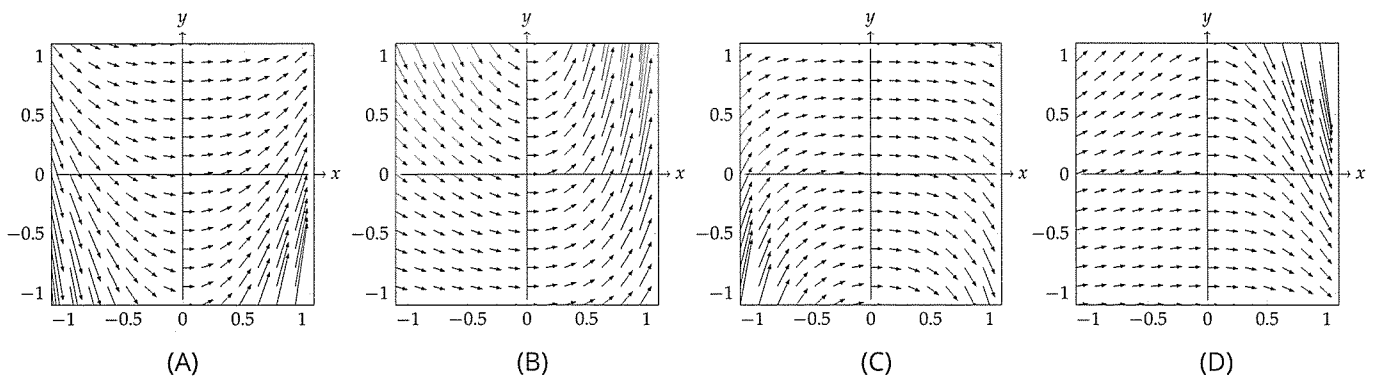 y y y y
1 1 1 1
0.5 0.5 0.5 0.5
0 x 0 x 0 x 0 x
−0.5 −0.5 −0.5 −0.5
−1 −1 −1 −1
−1 −0.5 0 0.5 1 −1 −0.5 0 0.5 1 −1 −0.5 0 0.5 1 −1 −0.5 0 0.5 1
(A) (B) (C) (D)